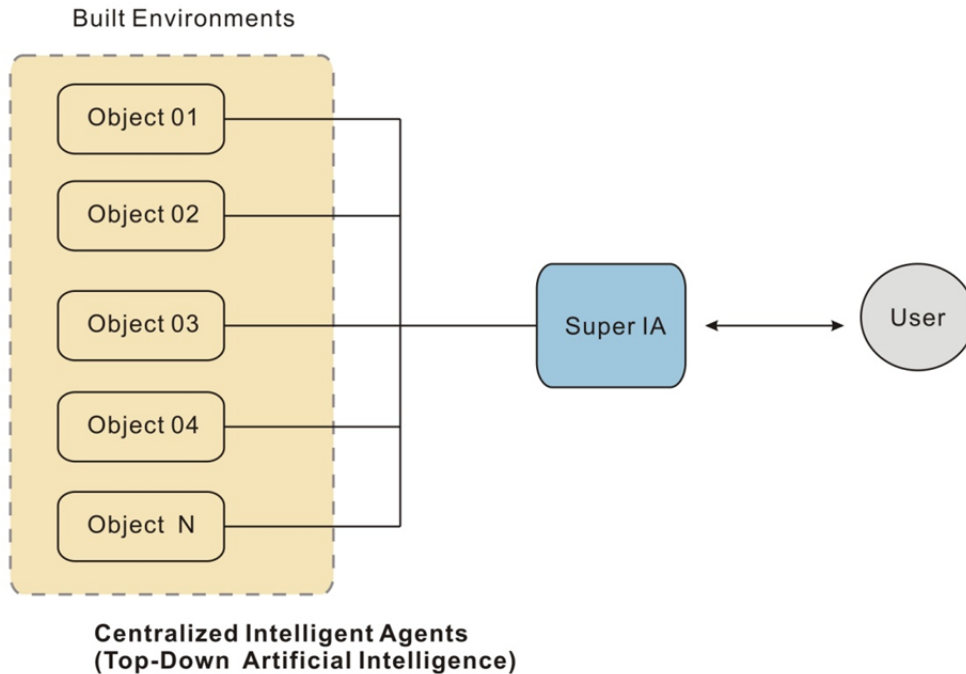 Built Environments
Object 01
Object 02
Object 03
Object 04
Object N
Super IA
User
Centralized Intelligent Agents
(Top-Down Artificial Intelligence)